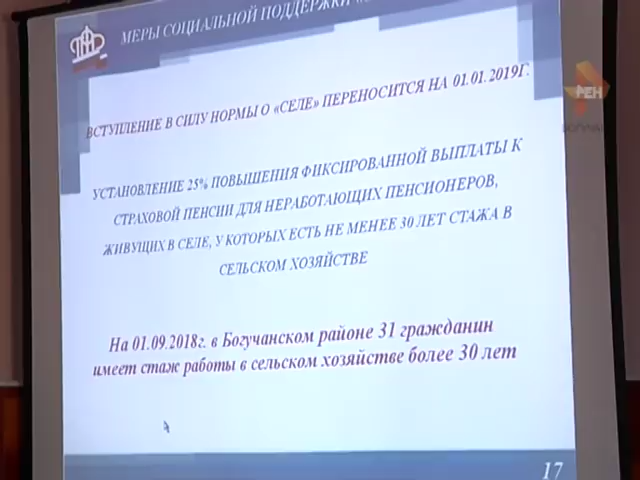 МЕРЫ СОЦИАЛЬНОЙ ПОДДЕРЖКИ
РЕН
ВСТУПЛЕНИЕ В СИЛУ НОРМЫ О «СЕЛЕ» ПЕРЕНОСИТСЯ НА 01.01.2019Г.
УСТАНОВЛЕНИЕ 25% ПОВЫШЕНИЯ ФИКСИРОВАННОЙ ВЫПЛАТЫ К
СТРАХОВОЙ ПЕНСИИ ДЛЯ НЕРАБОТАЮЩИХ ПЕНСИОНЕРОВ,
ЖИВУЩИХ В СЕЛЕ, У КОТОРЫХ ЕСТЬ НЕ МЕНЕЕ 30 ЛЕТ СТАЖА В
СЕЛЬСКОМ ХОЗЯЙСТВЕ
На 01.09.2018г. в Богучанском районе 31 гражданин
имеет стаж работы в сельском хозяйстве более 30 лет
17